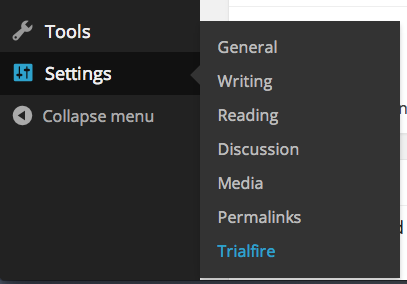 Tools
Settings
Collapse menu
General
Writing
Reading
Discussion
Media
Permalinks
Trialfire